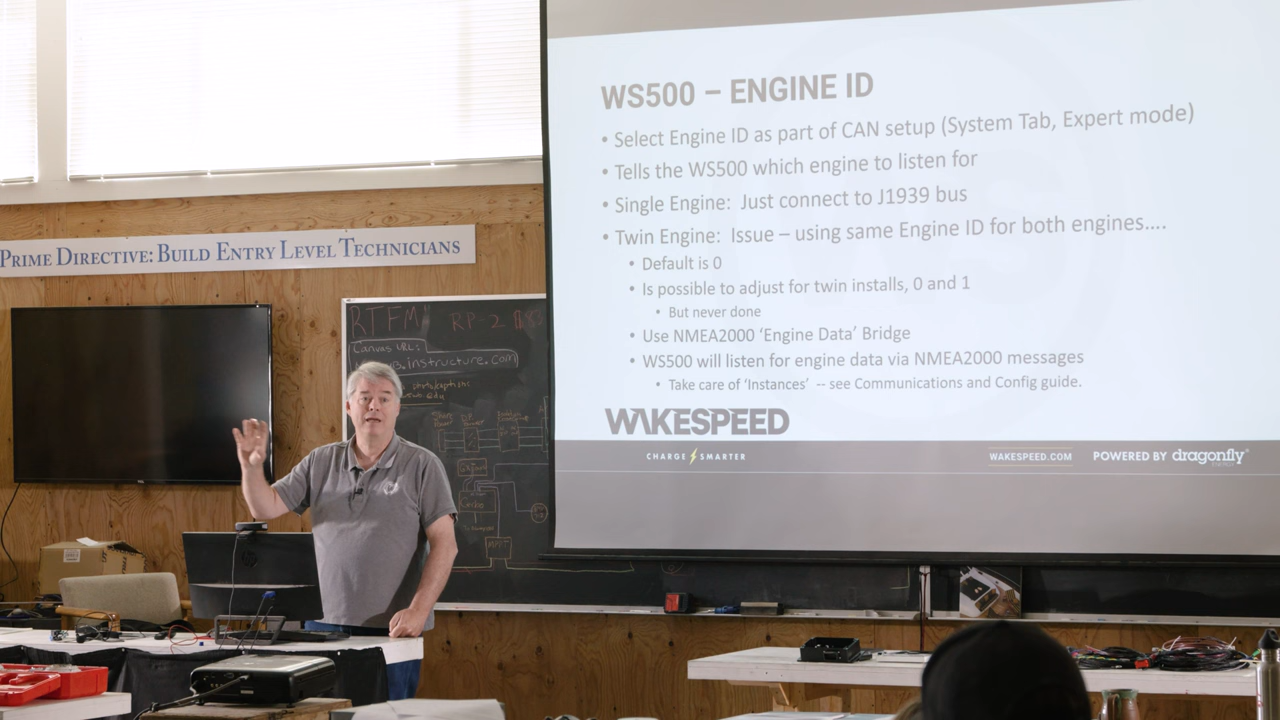 WS500 – ENGINE ID
• Select Engine ID as part of CAN setup (System Tab, Expert mode)
• Tells the WS500 which engine to listen for
• Single Engine: Just connect to J1939 bus
• Twin Engine: Issue – using same Engine ID for both engines....
• Default is 0
• Is possible to adjust for twin installs, 0 and 1
• But never done
• Use NMEA2000 ‘Engine Data’ Bridge
• WS500 will listen for engine data via NMEA2000 messages
• Take care of ‘Instances’ -- see Communications and Config guide.
WAKESPEED
CHARGE SMARTER
WAKESPEED.COM
POWERED BY dragonfly
ENERGY
PRIME DIRECTIVE: BUILD ENTRY LEVEL TECHNICIANS
"RTFM" RP-2
Canvas URL:
.instructure.com
MPPT